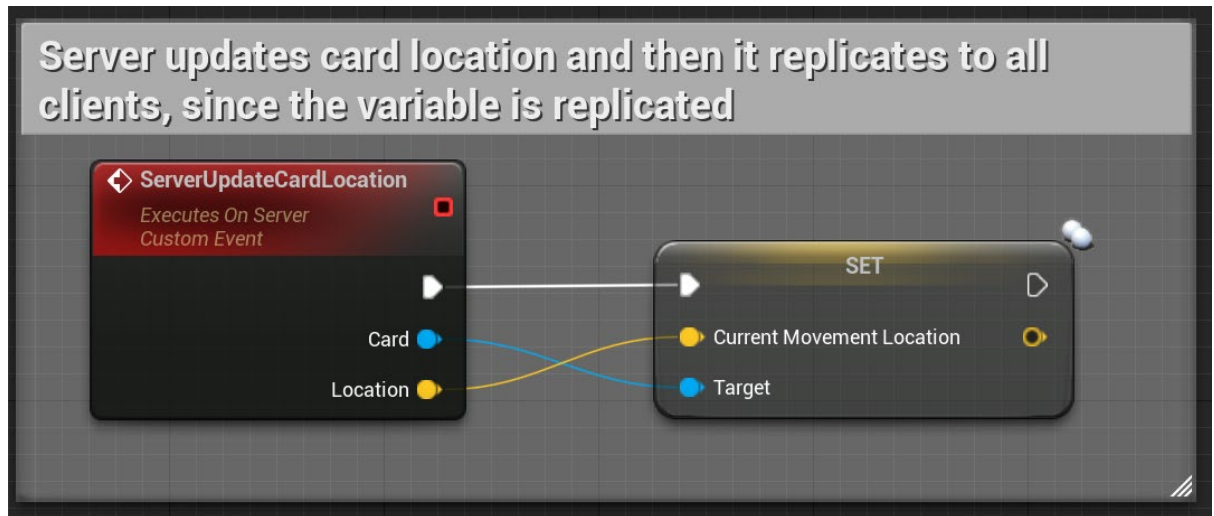 Server updates card location and then it replicates to all
clients, since the variable is replicated
ServerUpdateCardLocation
Executes On Server
Custom Event
SET
Card
Current Movement Location
Location
Target